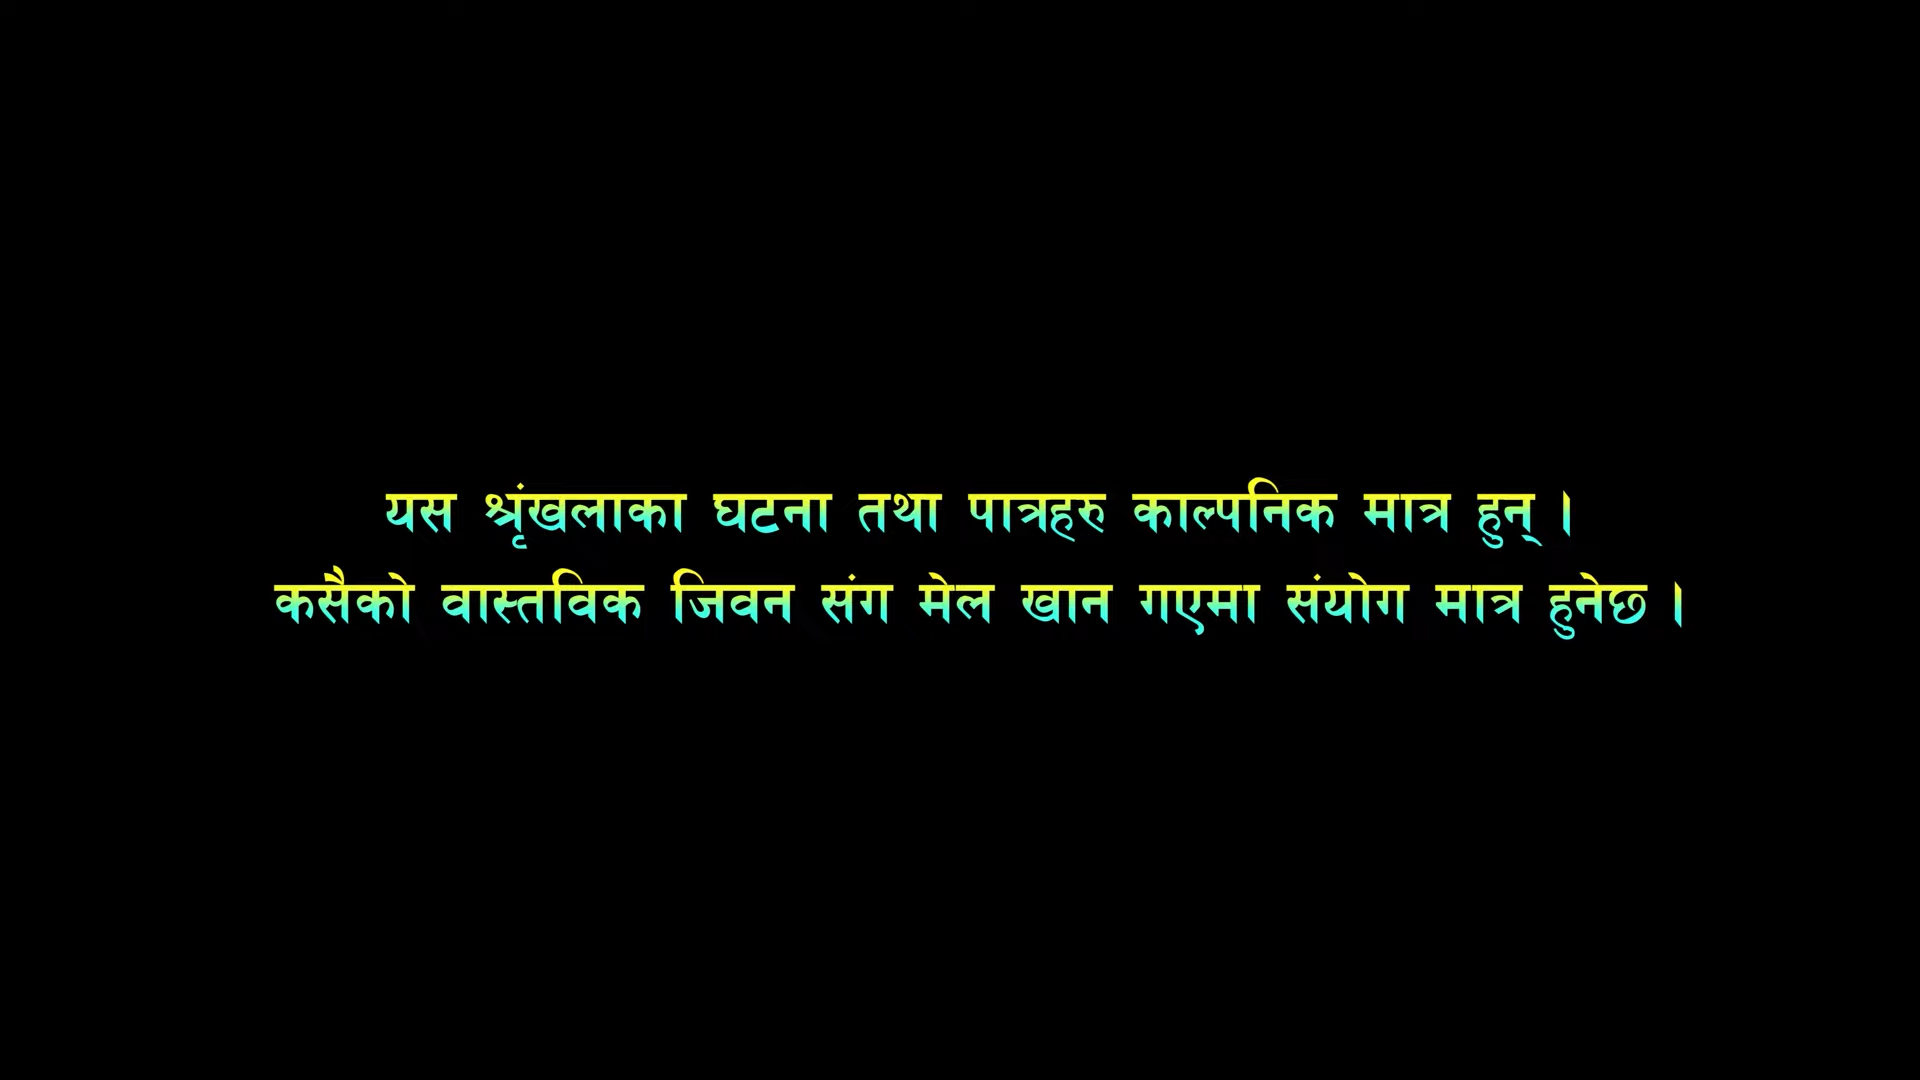 यस श्रृंखलाका घटना तथा पात्रहरु काल्पनिक मात्र हुन् ।
कसैको वास्तविक जिवन संग मेल खान गएमा संयोग मात्र हुनेछ ।